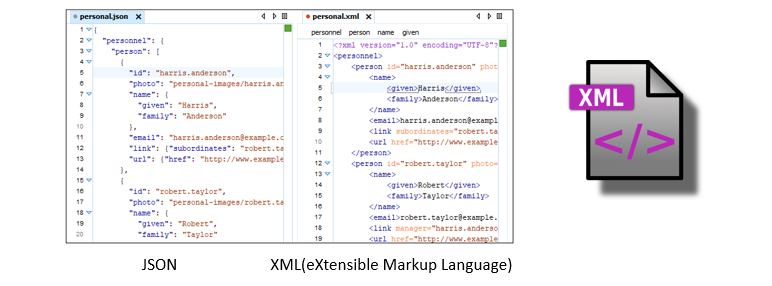 personal.json
1 {
2 "personnel": {
3 "person": [
4 {
5 "id": "harris.anderson",
6 "photo": "personal-images/harris.an
7 "name": {
8 "given": "Harris",
9 "family": "Anderson"
10 },
11 "email": "harris.anderson@example.c
12 "link": {"subordinates": "robert.ta
13 "url": {"href": "http://www.example
14 },
15 {
16 "id": "robert.taylor",
17 "photo": "personal-images/robert.ta
18 "name": {
19 "given": "Robert",
20 "family": "Taylor"
personal.xml
personnel person name given
1 <?xml version="1.0" encoding="UTF-8"?
2 <personnel>
3 <person id="harris.anderson" phot
4 <name>
5 <given>Harris</given>
6 <family>Anderson</family>
7 </name>
8 <email>harris.anderson@exampl
9 <link subordinates="robert.ta
10 <url href="http://www.example
11 </person>
12 <person id="robert.taylor" photo=
13 <name>
14 <given>Robert</given>
15 <family>Taylor</family>
16 </name>
17 <email>robert.taylor@example.
18 <link manager="harris.anderso
19 <url href="http://www.example
XML
</>
JSON
XML(eXtensible Markup Language)